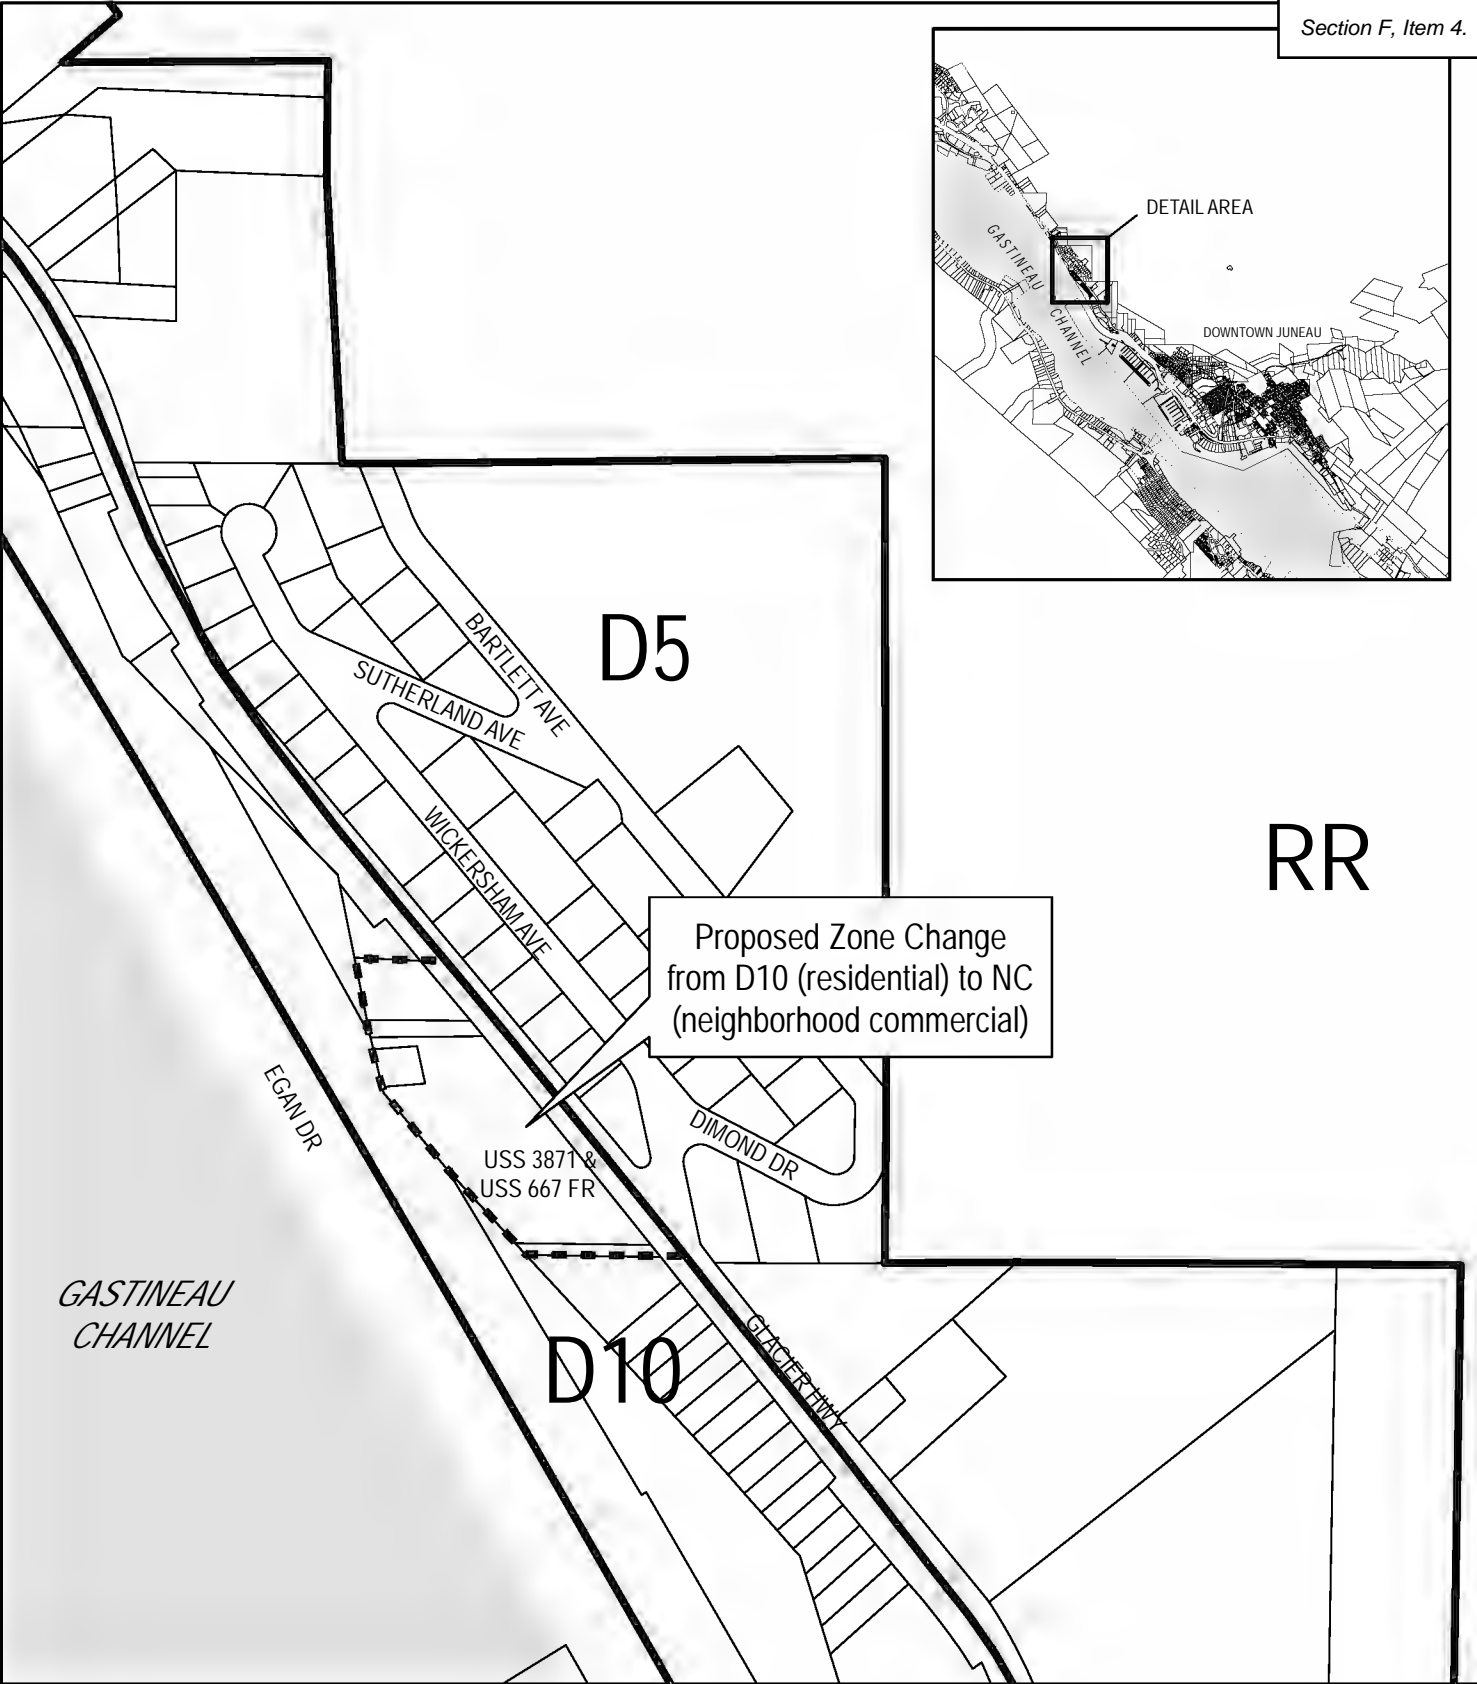 Section F, Item 4.
DETAIL AREA
GASTINEAU
CHANNEL
DOWNTOWN JUNEAU
D5
BARTLETT AVE
SUTHERLAND AVE
WICKERSHAM AVE
RR
Proposed Zone Change
from D10 (residential) to NC
(neighborhood commercial)
EGAN DR
DIMOND DR
USS 3871 &
USS 667 FR
GASTINEAU
CHANNEL
D10
GLACIER HWY